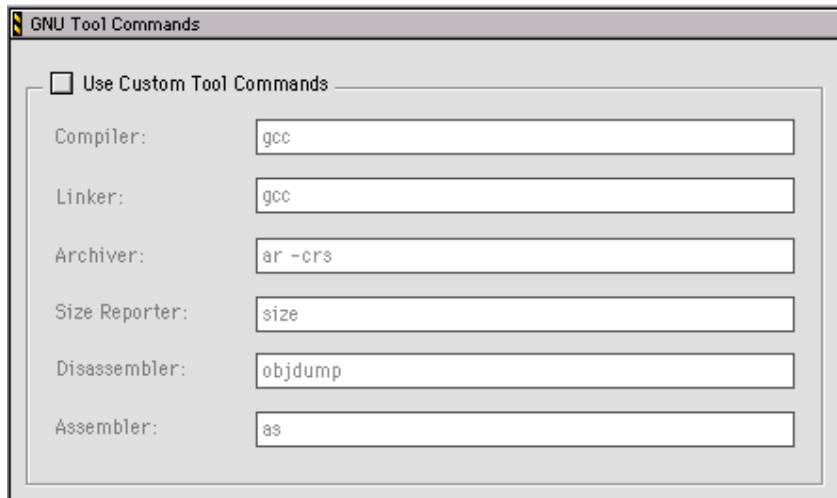 GNU Tool Commands
Use Custom Tool Commands
Compiler: gcc
Linker: gcc
Archiver: ar -crs
Size Reporter: size
Disassembler: objdump
Assembler: as